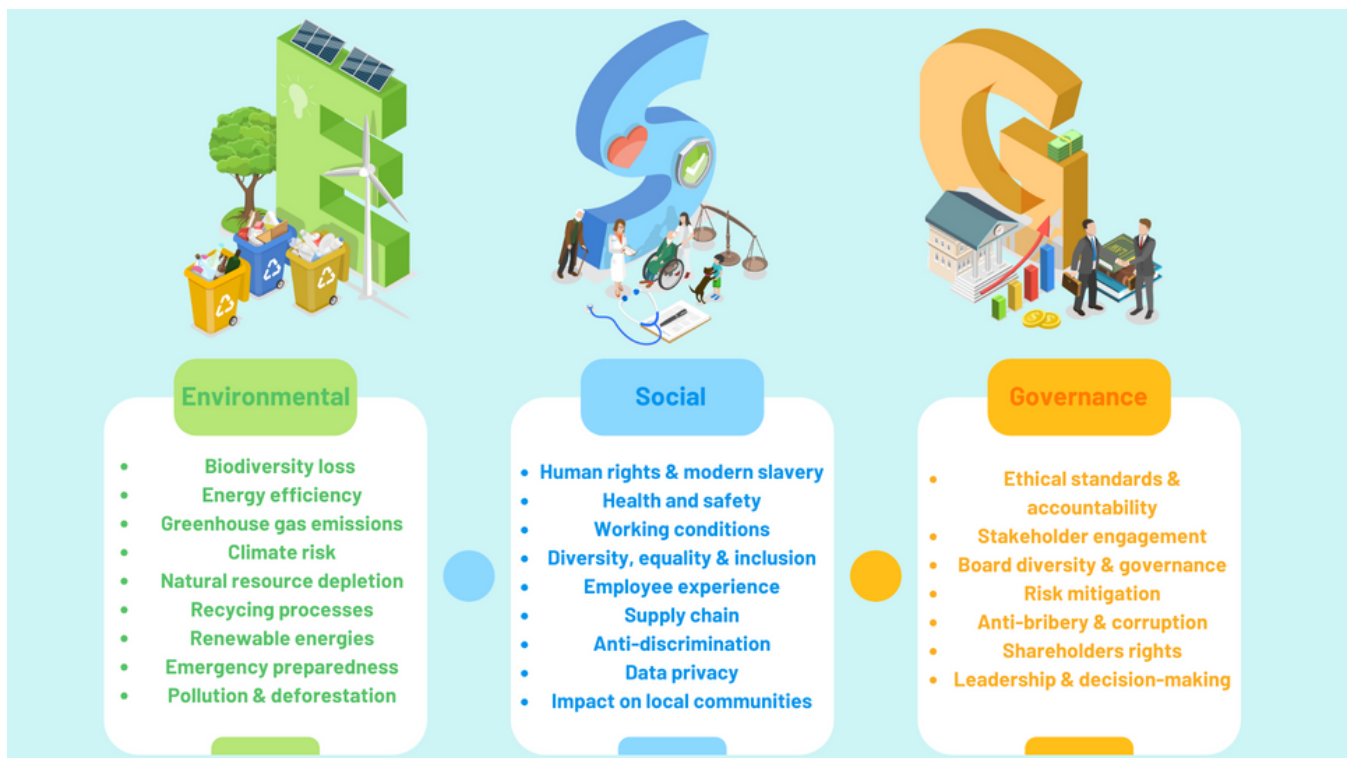 Environmental
• Biodiversity loss
• Energy efficiency
• Greenhouse gas emissions
• Climate risk
• Natural resource depletion
• Recycing processes
• Renewable energies
• Emergency preparedness
• Pollution & deforestation
Social
• Human rights & modern slavery
• Health and safety
• Working conditions
• Diversity, equality & inclusion
• Employee experience
• Supply chain
• Anti-discrimination
• Data privacy
• Impact on local communities
Governance
• Ethical standards &
accountability
• Stakeholder engagement
• Board diversity & governance
• Risk mitigation
• Anti-bribery & corruption
• Shareholders rights
• Leadership & decision-making